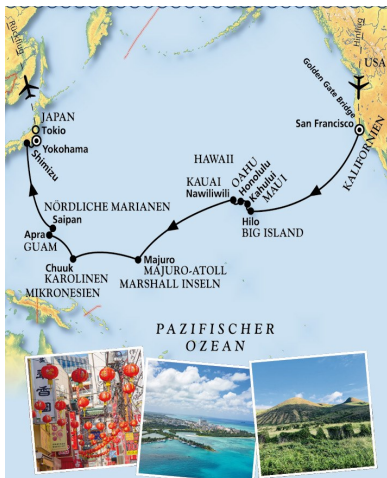 Rückflug
Hinflug
USA
Golden Gate Bridge
San Francisco
KALIFORNIEN
JAPAN
Tokio
Yokohama
Shimizu
HAWAII
OAHU
KAUAI
Honolulu
Nawiliwili
Kahului
MAUI
Hilo
BIG ISLAND
NÖRDLICHE MARIANEN
Saipan
Apra
GUAM
Chuuk
KAROLINEN
MIKRONESIEN
Majuro
MAJURO-ATOLL
MARSHALL INSELN
PAZIFISCHER
OZEAN